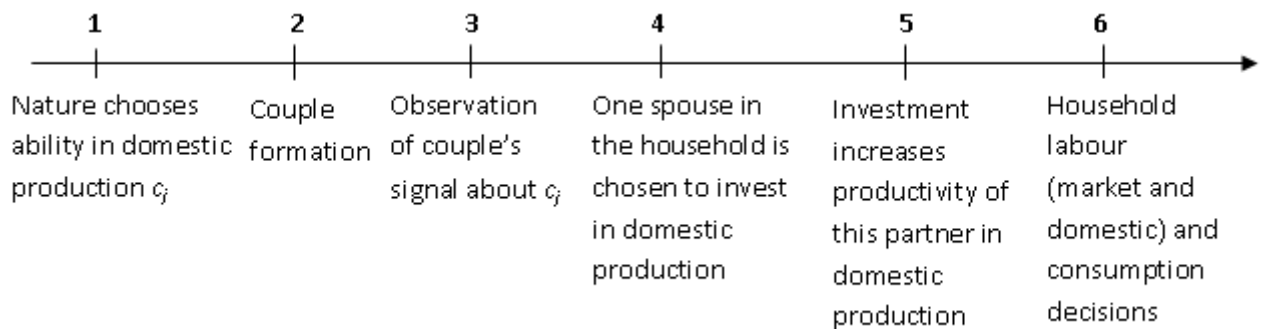 1 2 3 4 5 6
Nature chooses
ability in domestic
production cj
Couple
formation
Observation
of couple's
signal about cj
One spouse in
the household is
chosen to invest
in domestic
production
Investment
increases
productivity of
this partner in
domestic
production
Household
labour
(market and
domestic) and
consumption
decisions